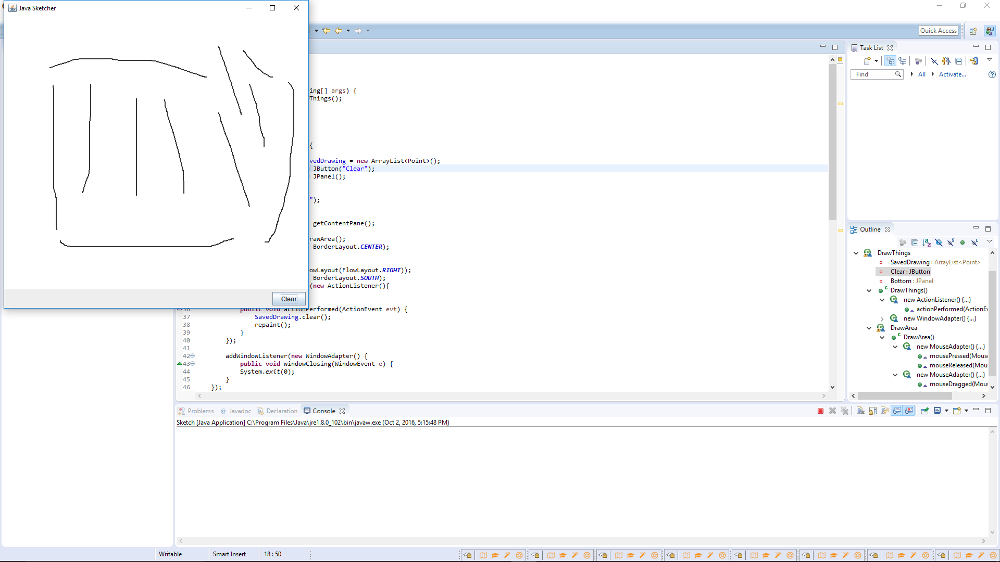 Java Sketcher
Quick Access
Task List
Find
All
Activate...
ing[] args) {
Things();
{
vedDrawing = new ArrayList<Point>();
JButton("Clear");
JPanel();
");
= getContentPane();
rawArea();
BorderLayout.CENTER);
lowLayout(FlowLayout.RIGHT));
BorderLayout.SOUTH);
(new ActionListener(){
Clear
36 public void actionPerformed(ActionEvent evt) {
37 SavedDrawing.clear();
38 repaint();
39 }
40 });
41
42 addWindowListener(new WindowAdapter() {
43 public void windowClosing(WindowEvent e) {
44 System.exit(0);
45 }
46 });
Outline
DrawThings
SavedDrawing : ArrayList<Point>
Clear : JButton
Bottom : JPanel
DrawThings()
new ActionListener() {...}
actionPerformed(ActionEv
new WindowAdapter() {...}
DrawArea
DrawArea()
new MouseAdapter() {...}
mousePressed(Mouse
mouseReleased(Mou
new MouseAdapter() {...}
mouseDragged(Mous
Problems @ Javadoc Declaration Console
Sketch [Java Application] C:\Program Files\Java\jre1.8.0_102\bin\javaw.exe (Oct 2, 2016, 5:15:48 PM)
Writable Smart Insert 18 : 50